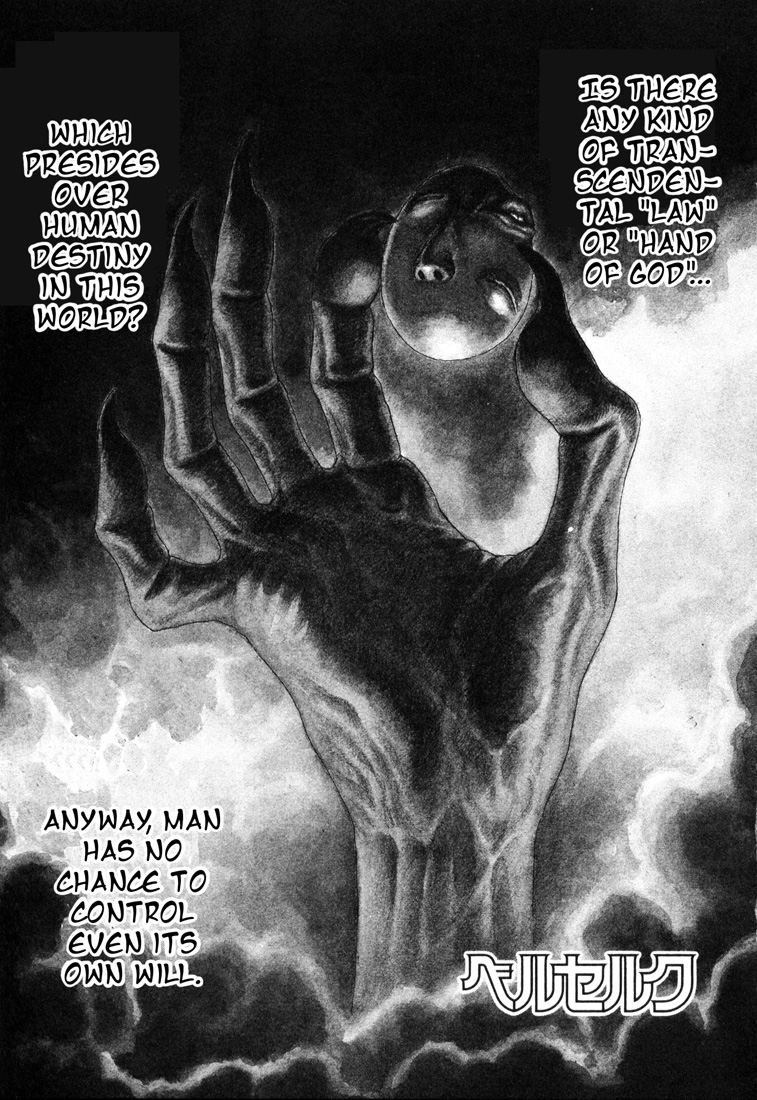 IS THERE
ANY KIND
OF TRAN-
SCENDEN-
TAL "LAW"
OR "HAND
OF GOD"...
WHICH
PRESIDES
OVER
HUMAN
DESTINY
IN THIS
WORLD?
ANYWAY, MAN
HAS NO
CHANCE TO
CONTROL
EVEN ITS
OWN WILL.
ベルセルク